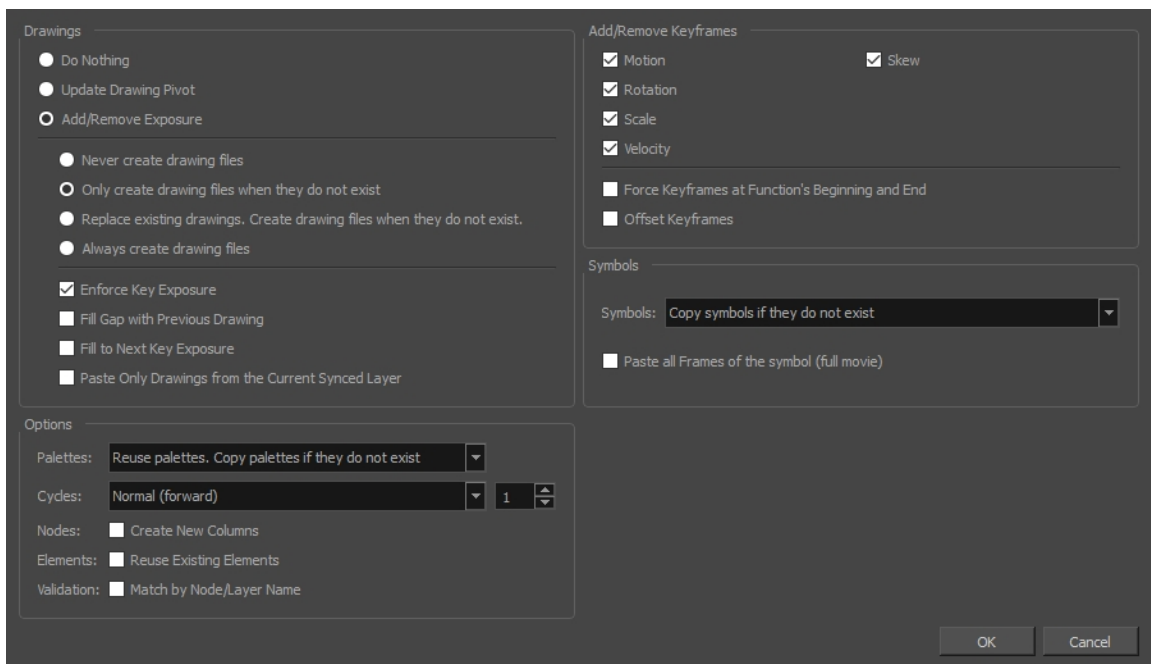 Drawings
Do Nothing
Update Drawing Pivot
Add/Remove Exposure
Never create drawing files
Only create drawing files when they do not exist
Replace existing drawings. Create drawing files when they do not exist.
Always create drawing files
Enforce Key Exposure
Fill Gap with Previous Drawing
Fill to Next Key Exposure
Paste Only Drawings from the Current Synced Layer
Options
Palettes: Reuse palettes. Copy palettes if they do not exist
Cycles: Normal (forward) 1
Nodes: Create New Columns
Elements: Reuse Existing Elements
Validation: Match by Node/Layer Name
Add/Remove Keyframes
Motion Skew
Rotation
Scale
Velocity
Force Keyframes at Function's Beginning and End
Offset Keyframes
Symbols
Symbols: Copy symbols if they do not exist
Paste all Frames of the symbol (full movie)
OK Cancel